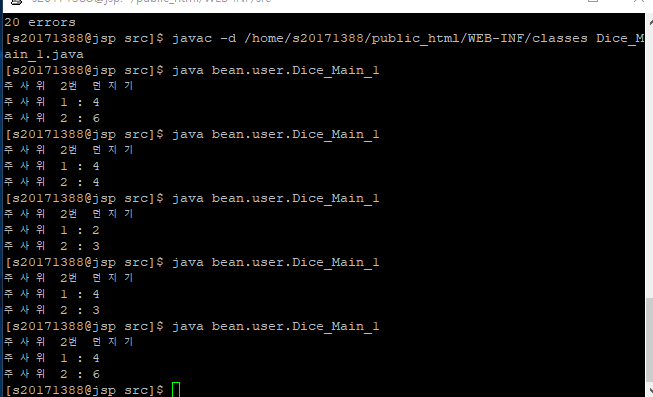 20 errors
[s20171388@jsp src]$ javac -d /home/s20171388/public_html/WEB-INF/classes Dice_M
ain_1.java
[s20171388@jsp src]$ java bean.user.Dice_Main_1
주사위 2번 던지기
주사위 1 : 4
주사위 2 : 6
[s20171388@jsp src]$ java bean.user.Dice_Main_1
주사위 2번 던지기
주사위 1 : 4
주사위 2 : 4
[s20171388@jsp src]$ java bean.user.Dice_Main_1
주사위 2번 던지기
주사위 1 : 2
주사위 2 : 3
[s20171388@jsp src]$ java bean.user.Dice_Main_1
주사위 2번 던지기
주사위 1 : 4
주사위 2 : 3
[s20171388@jsp src]$ java bean.user.Dice_Main_1
주사위 2번 던지기
주사위 1 : 4
주사위 2 : 6
[s20171388@jsp src]$